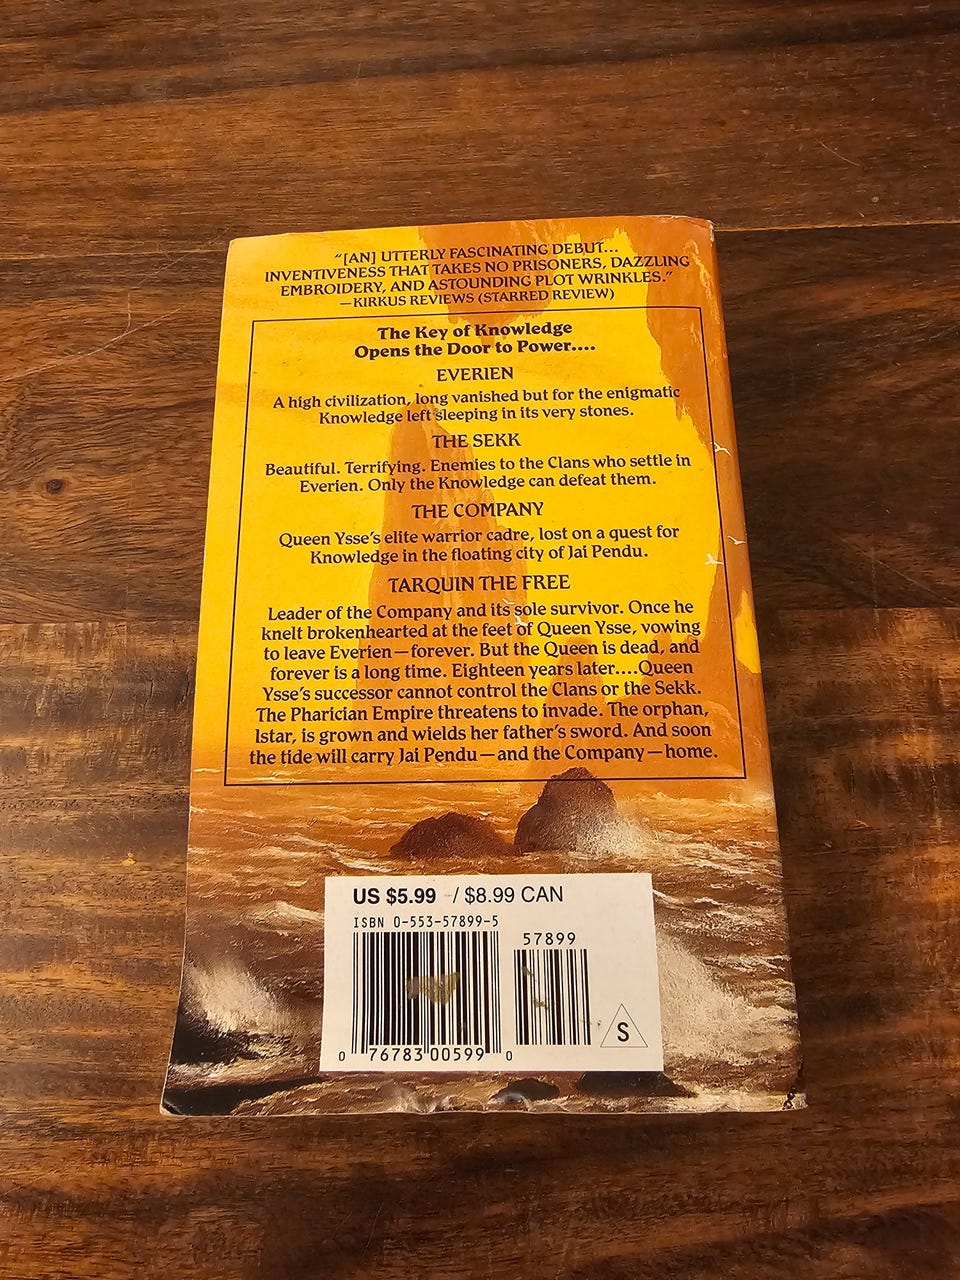 “[AN] UTTERLY FASCINATING DEBUT...
INVENTIVENESS THAT TAKES NO PRISONERS, DAZZLING
EMBROIDERY, AND ASTOUNDING PLOT WRINKLES.”
—KIRKUS REVIEWS (STARRED REVIEW)
The Key of Knowledge
Opens the Door to Power....
EVERIEN
A high civilization, long vanished but for the enigmatic
Knowledge left sleeping in its very stones.
THE SEKK
Beautiful. Terrifying. Enemies to the Clans who settle in
Everien. Only the Knowledge can defeat them.
THE COMPANY
Queen Ysse’s elite warrior cadre, lost on a quest for
Knowledge in the floating city of Jai Pendu.
TARQUIN THE FREE
Leader of the Company and its sole survivor. Once he
knelt brokenhearted at the feet of Queen Ysse, vowing
to leave Everien—forever. But the Queen is dead, and
forever is a long time. Eighteen years later....Queen
Ysse’s successor cannot control the Clans or the Sekk.
The Pharician Empire threatens to invade. The orphan,
Istar, is grown and wields her father’s sword. And soon
the tide will carry Jai Pendu—and the Company—home.
US $5.99 / $8.99 CAN
ISBN 0-553-57899-5
57899
0 76783 00599 0
S